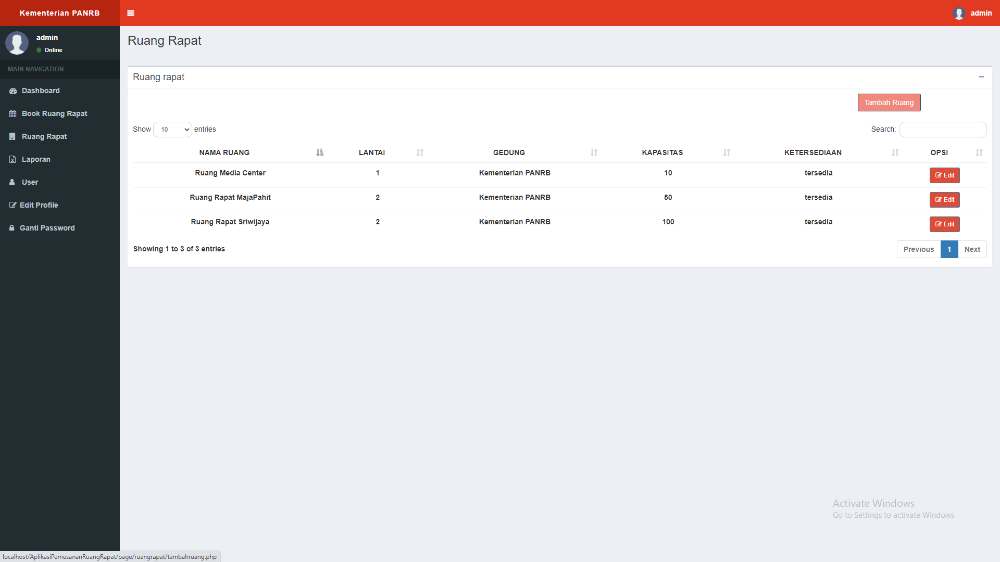 Kementerian PANRB
admin
admin
Online
MAIN NAVIGATION
Dashboard
Book Ruang Rapat
Ruang Rapat
Laporan
User
Edit Profile
Ganti Password
Ruang Rapat
Ruang rapat
Tambah Ruang
Show 10 entries
Search:
NAMA RUANG LANTAI GEDUNG KAPASITAS KETERSEDIAAN OPSI
Ruang Media Center 1 Kementerian PANRB 10 tersedia Edit
Ruang Rapat MajaPahit 2 Kementerian PANRB 50 tersedia Edit
Ruang Rapat Sriwijaya 2 Kementerian PANRB 100 tersedia Edit
Showing 1 to 3 of 3 entries
Previous 1 Next
Activate Windows
Go to Settings to activate Windows.
localhost/AplikasiPemesananRuangRapat/page/ruangrapat/tambahruang.php